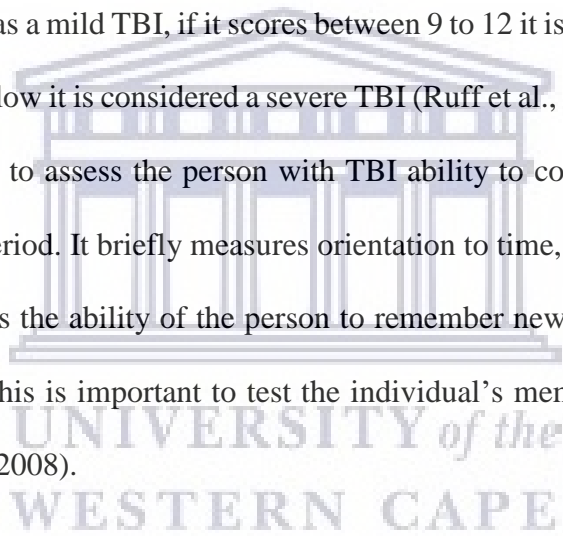 as a mild TBI, if it scores between 9 to 12 it is
low it is considered a severe TBI (Ruff et al.,
to assess the person with TBI ability to co
eriod. It briefly measures orientation to time,
s the ability of the person to remember new
his is important to test the individual’s mer
UNIVERSITY of the
2008).
WESTERN CAPE